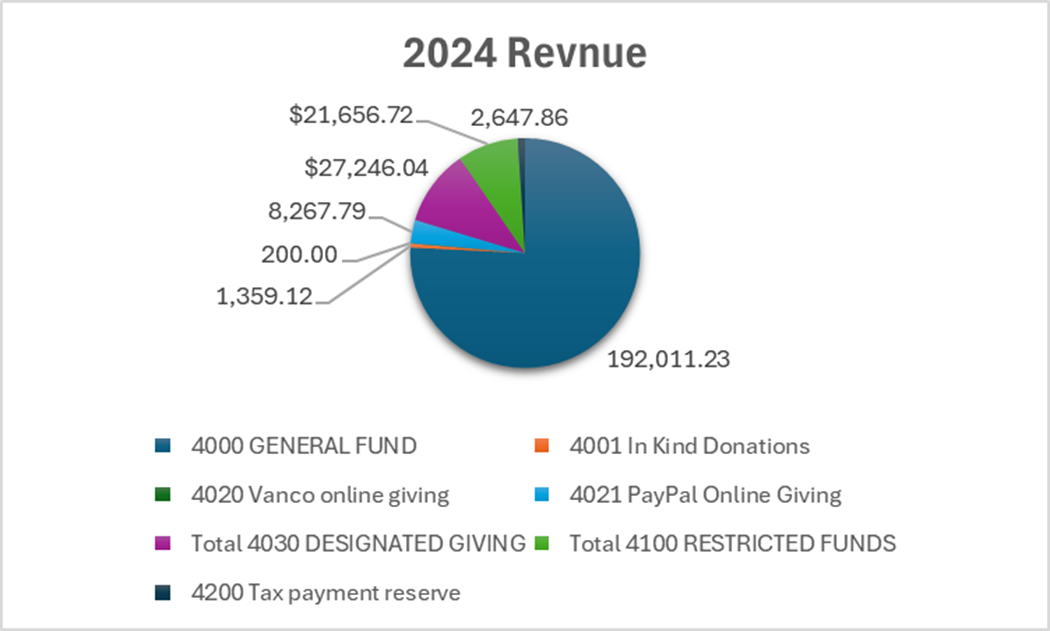 2024 Revnue
$21,656.72 2,647.86
$27,246.04
8,267.79
200.00
1,359.12
192,011.23
4000 GENERAL FUND 4001 In Kind Donations
4020 Vanco online giving 4021 PayPal Online Giving
Total 4030 DESIGNATED GIVING Total 4100 RESTRICTED FUNDS
4200 Tax payment reserve